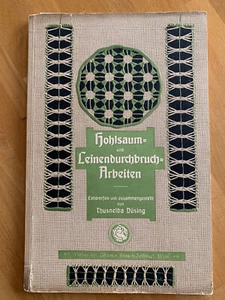 Hohlsaum-
und
Leinendurchbruch-
Arbeiten
Entworfen und zusammengestellt
von
Thusnelda Düsing